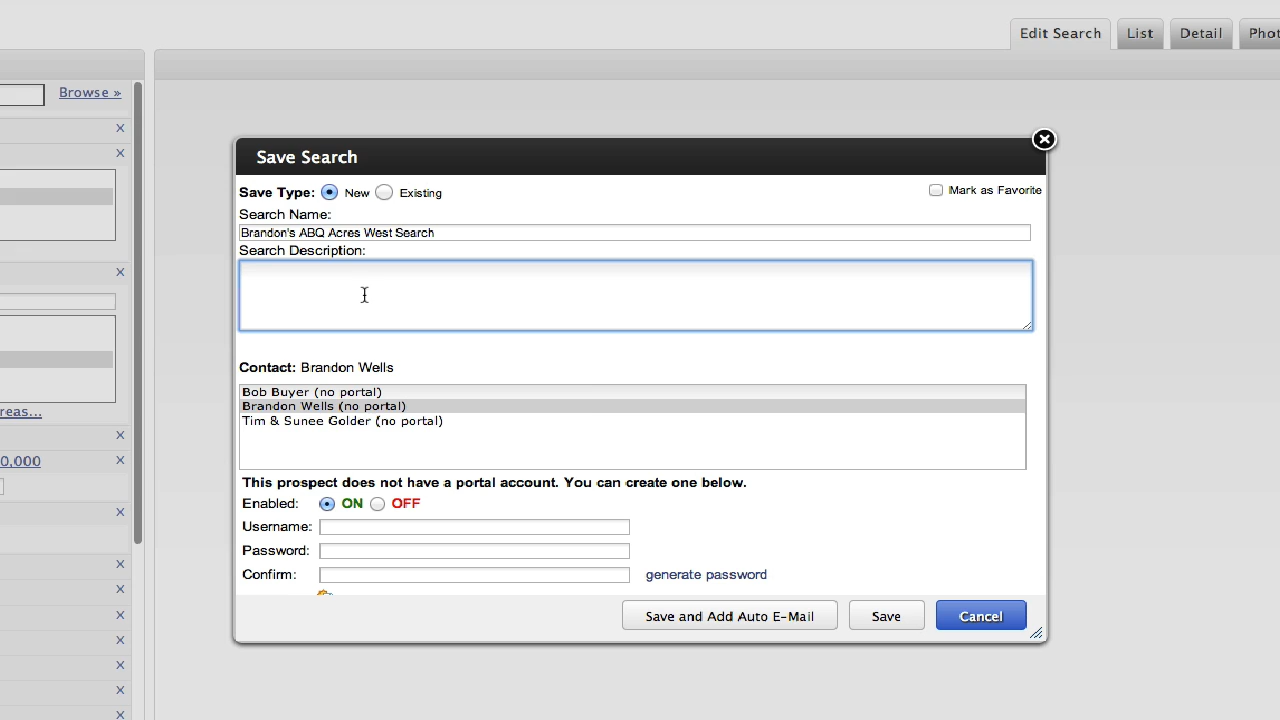 Edit Search
List
Detail
Phot
Browse »
Save Search
Save Type: New Existing
Mark as Favorite
Search Name:
Brandon's ABQ Acres West Search
Search Description:
Contact: Brandon Wells
Bob Buyer (no portal)
Brandon Wells (no portal)
Tim & Sunee Golder (no portal)
reas...
0,000
This prospect does not have a portal account. You can create one below.
Enabled: ON OFF
Username:
Password:
Confirm:
generate password
Save and Add Auto E-Mail
Save
Cancel